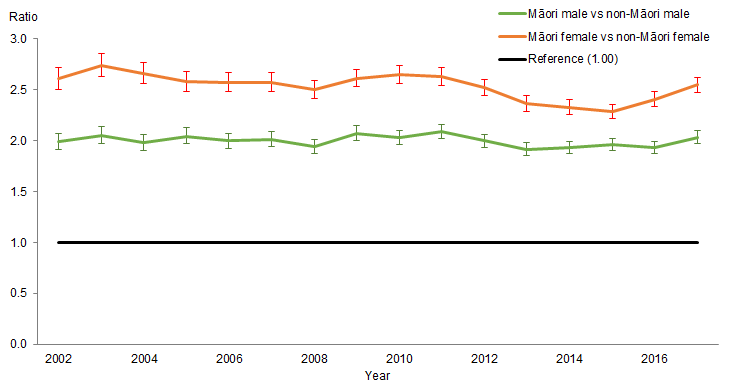 Ratio
Māori male vs non-Māori male
Māori female vs non-Māori female
Reference (1.00)
3.0
2.5
2.0
1.5
1.0
0.5
0.0
2002 2004 2006 2008 2010 2012 2014 2016
Year